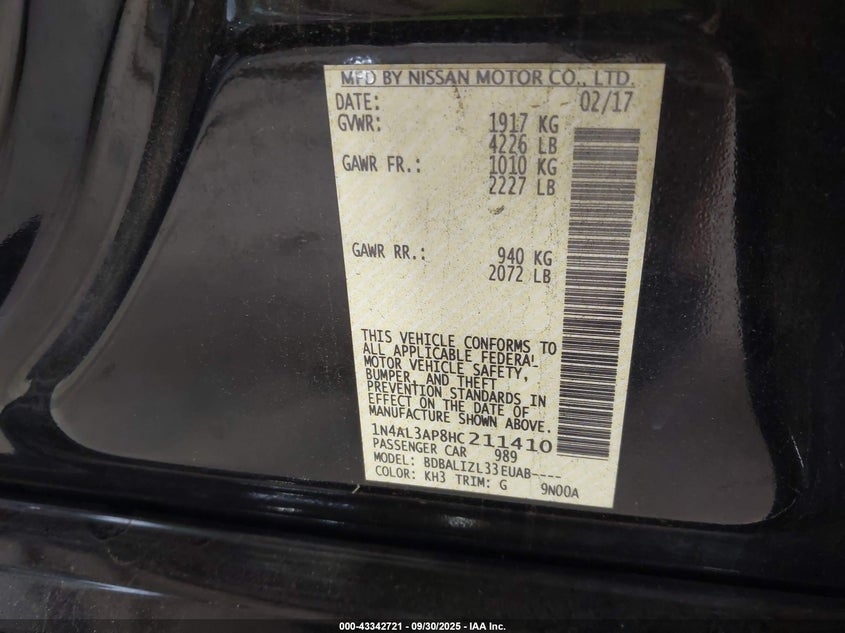 MFD BY NISSAN MOTOR CO., LTD.
DATE: 02/17
GVWR: 1917 KG
4226 LB
GAWR FR.: 1010 KG
2227 LB
GAWR RR.: 940 KG
2072 LB
THIS VEHICLE CONFORMS TO
ALL APPLICABLE FEDERAL
MOTOR VEHICLE SAFETY,
BUMPER, AND THEFT
PREVENTION STANDARDS IN
EFFECT ON THE DATE OF
MANUFACTURE SHOWN ABOVE.
1N4AL3AP8HC211410
PASSENGER CAR 989
MODEL: BDBALIZL33EUAB----
COLOR: KH3 TRIM: G 9N00A
000-43342721 - 09/30/2025 - IAA Inc.